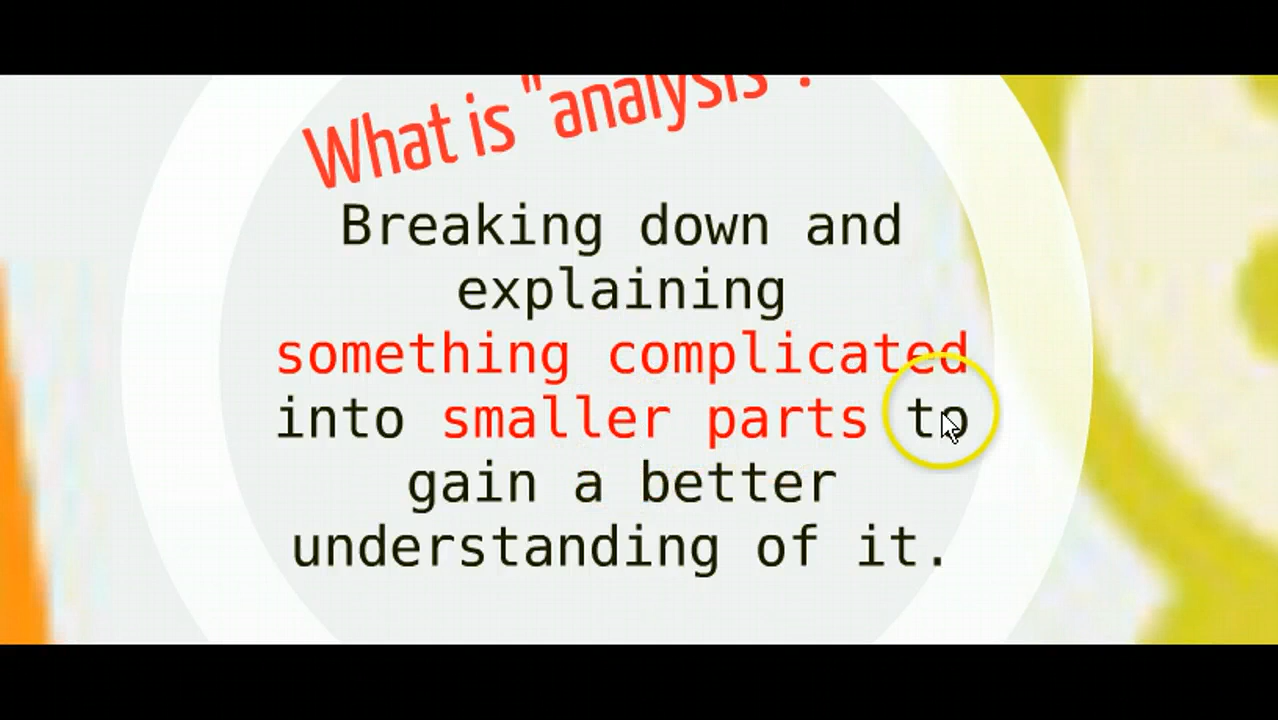 What is "analysis"?
Breaking down and
explaining
something complicated
into smaller parts to
gain a better
understanding of it.